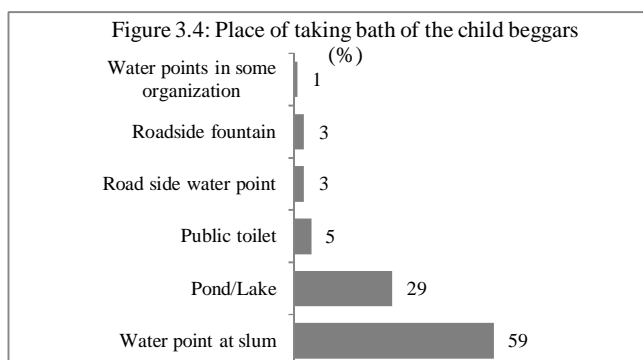 Figure 3.4: Place of taking bath of the child beggars
(%)
Water points in some
organization
1
Roadside fountain
3
Road side water point
3
Public toilet
5
Pond/Lake
29
Water point at slum
59